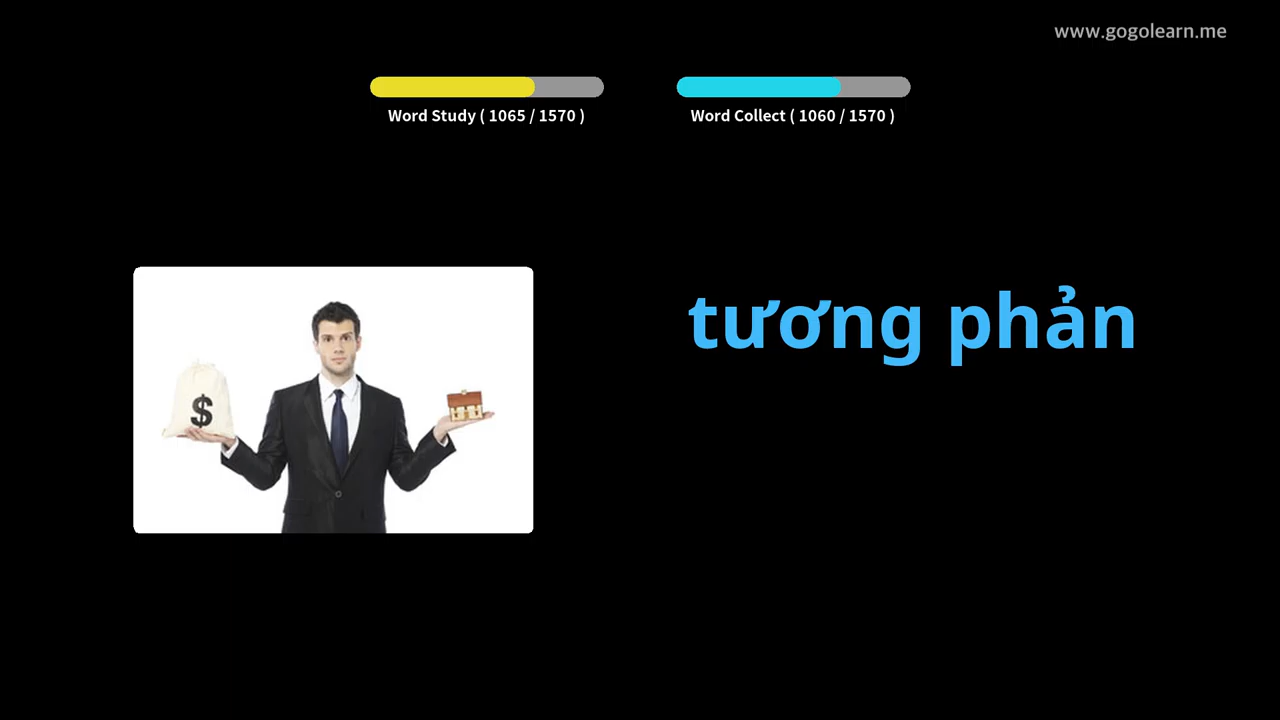 www.gogolearn.me
Word Study ( 1065 / 1570 )
Word Collect ( 1060 / 1570 )
$
tương phản